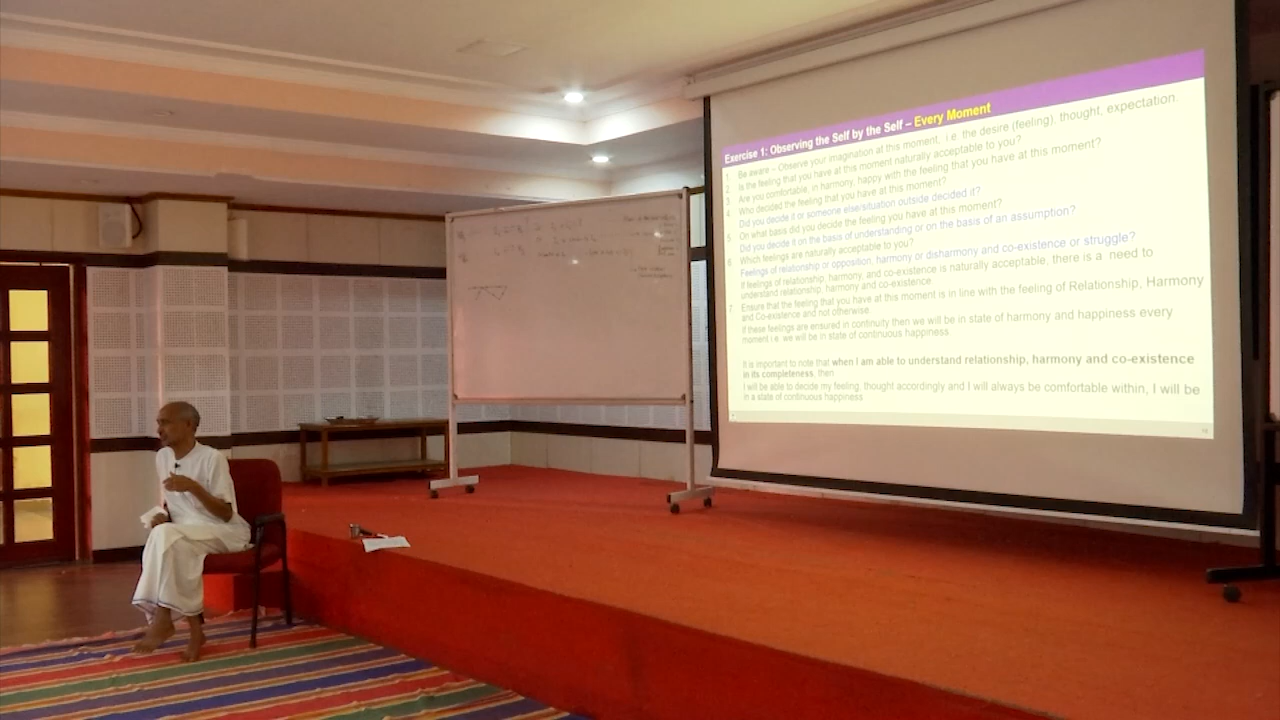 Exercise 1: Observing the Self by the Self – Every Moment
1. Be aware – Observe your imagination at this moment, i.e. the desire (feeling), thought, expectation.
2. Is the feeling that you have at this moment naturally acceptable to you?
3. Are you comfortable, in harmony, happy with the feeling that you have at this moment?
4. Who decided the feeling that you have at this moment?
Did you decide it or someone else/situation outside decided it?
5. On what basis did you decide the feeling you have at this moment?
Did you decide it on the basis of understanding or on the basis of an assumption?
6. Which feelings are naturally acceptable to you?
Feelings of relationship or opposition, harmony or disharmony and co-existence or struggle?
If feelings of relationship, harmony, and co-existence is naturally acceptable, there is a need to
understand relationship, harmony and co-existence
7. Ensure that the feeling that you have at this moment is in line with the feeling of Relationship, Harmony
and Co-existence and not otherwise
If these feelings are ensured in continuity then we will be in state of harmony and happiness every
moment i.e. we will be in state of continuous happiness
It is important to note that when I am able to understand relationship, harmony and co-existence
in its completeness, then
I will be able to decide my feeling, thought accordingly and I will always be comfortable within, I will be
in a state of continuous happiness